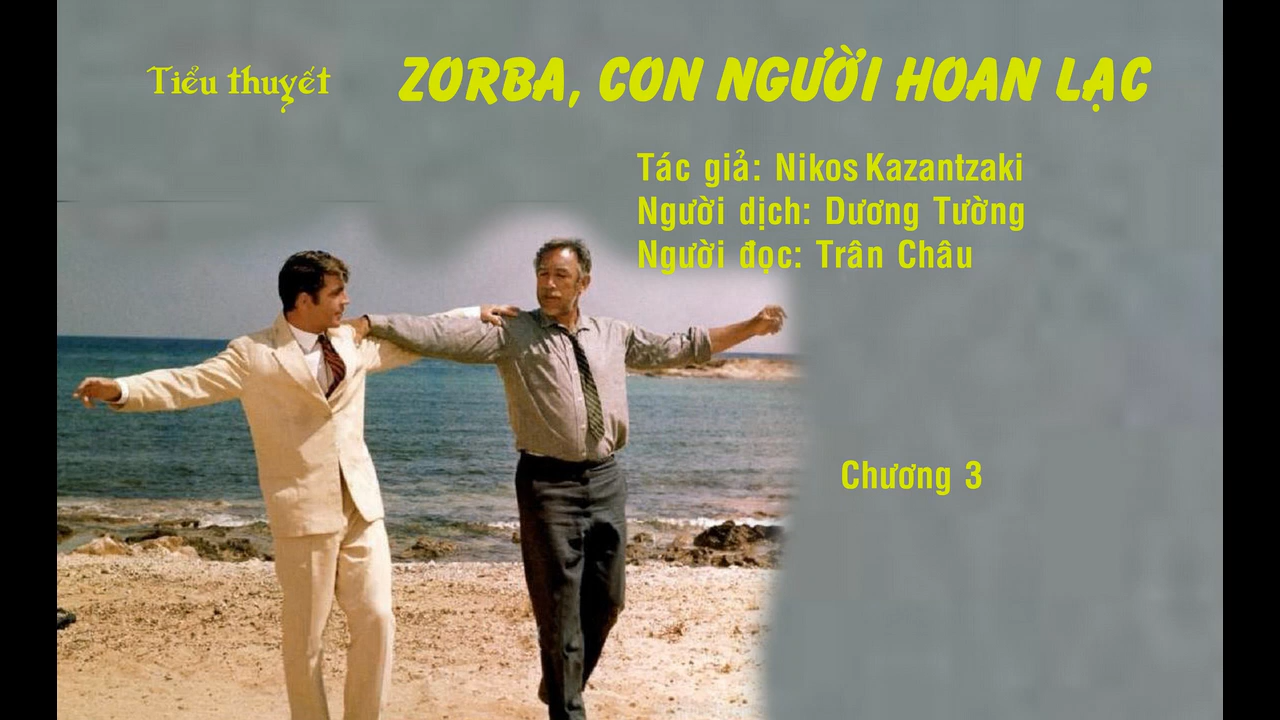 Tiểu thuyết ZORBA, CON NGƯỜI HOAN LẠC
Tác giả: Nikos Kazantzaki
Người dịch: Dương Tường
Người đọc: Trân Châu
Chương 3